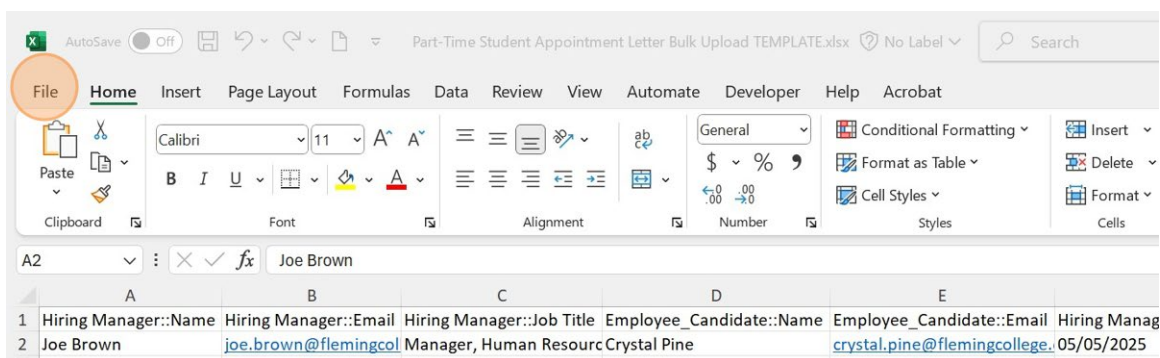 AutoSave Off Part-Time Student Appointment Letter Bulk Upload TEMPLATE.xlsx No Label Search
File Home Insert Page Layout Formulas Data Review View Automate Developer Help Acrobat
Calibri 11 A A ab General Conditional Formatting Insert
Paste B I U A $ % 9 Format as Table Delete
Cell Styles Format
Clipboard Font Alignment Number Styles Cells
A2 fx Joe Brown
A B C D E
1 Hiring Manager::Name Hiring Manager::Email Hiring Manager::Job Title Employee_Candidate::Name Employee_Candidate::Email Hiring Manag
2 Joe Brown joe.brown@flemingcol Manager, Human Resourc Crystal Pine crystal.pine@flemingcollege. 05/05/2025